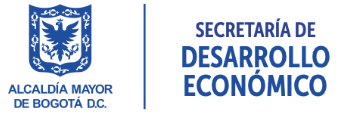 ALCALDÍA MAYOR
DE BOGOTÁ D.C.
SECRETARÍA DE
DESARROLLO
ECONÓMICO